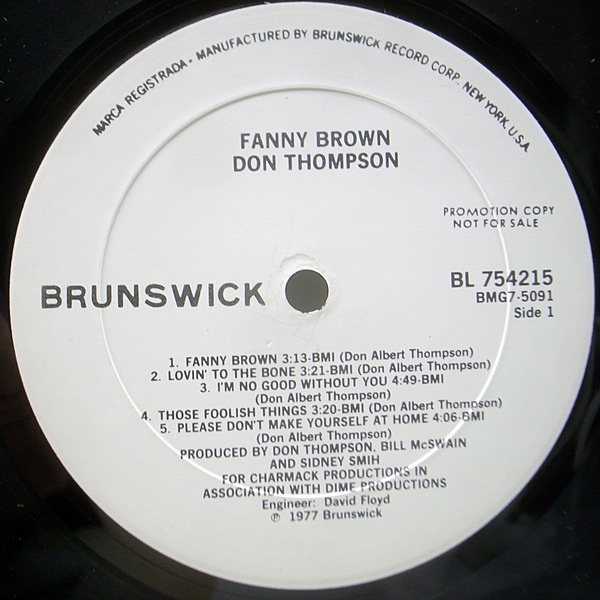 MARCA REGISTRADA - MANUFACTURED BY BRUNSWICK RECORD CORP. NEW YORK, U.S.A.
FANNY BROWN
DON THOMPSON
PROMOTION COPY
NOT FOR SALE
BRUNSWICK
BL 754215
BMG7-5091
Side 1
1. FANNY BROWN 3:13-BMI (Don Albert Thompson)
2. LOVIN' TO THE BONE 3:21-BMI (Don Albert Thompson)
3. I'M NO GOOD WITHOUT YOU 4:49-BMI
(Don Albert Thompson)
4. THOSE FOOLISH THINGS 3:20-BMI (Don Albert Thompson)
5. PLEASE DON'T MAKE YOURSELF AT HOME 4:06-BMI
(Don Albert Thompson)
PRODUCED BY DON THOMPSON, BILL McSWAIN
AND SIDNEY SMIH
FOR CHARMACK PRODUCTIONS IN
ASSOCIATION WITH DIME PRODUCTIONS
Engineer: David Floyd
℗ 1977 Brunswick